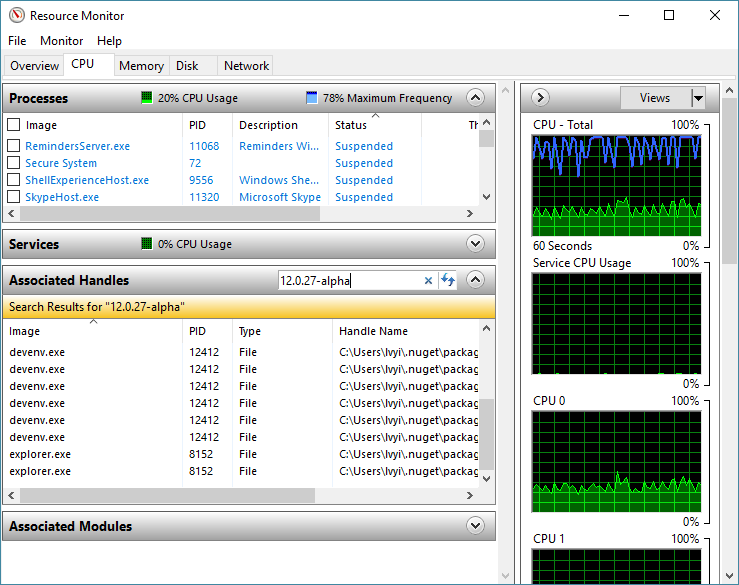 Resource Monitor
File Monitor Help
Overview CPU Memory Disk Network
Processes 20% CPU Usage 78% Maximum Frequency
Image PID Description Status Th
RemindersServer.exe 11068 Reminders Wi... Suspended
Secure System 72 Suspended
ShellExperienceHost.exe 9556 Windows She... Suspended
SkypeHost.exe 11320 Microsoft Skype Suspended
Services 0% CPU Usage
Associated Handles 12.0.27-alpha
Search Results for "12.0.27-alpha"
Image PID Type Handle Name
devenv.exe 12412 File C:\Users\lvyi\.nuget\packag
devenv.exe 12412 File C:\Users\lvyi\.nuget\packag
devenv.exe 12412 File C:\Users\lvyi\.nuget\packag
devenv.exe 12412 File C:\Users\lvyi\.nuget\packag
devenv.exe 12412 File C:\Users\lvyi\.nuget\packag
devenv.exe 12412 File C:\Users\lvyi\.nuget\packag
explorer.exe 8152 File C:\Users\lvyi\.nuget\packag
explorer.exe 8152 File C:\Users\lvyi\.nuget\packag
Associated Modules
Views
CPU - Total 100%
60 Seconds 0%
Service CPU Usage 100%
0%
CPU 0 100%
0%
CPU 1 100%